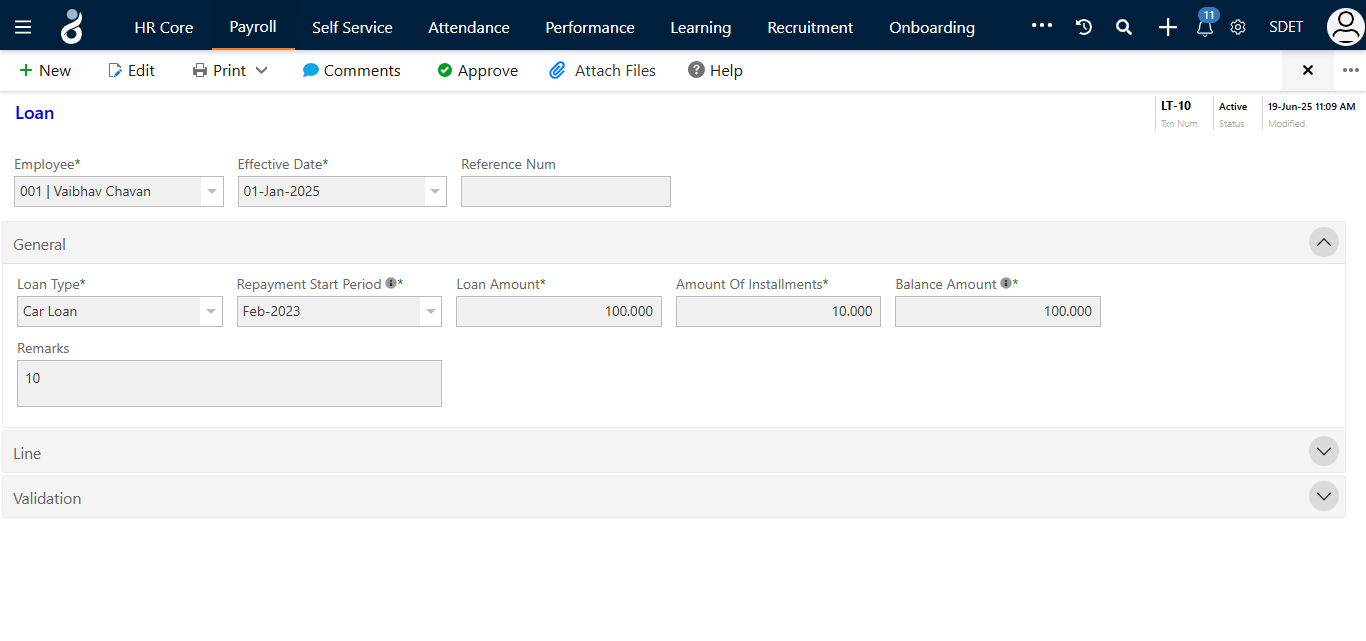 HR Core Payroll Self Service Attendance Performance Learning Recruitment Onboarding ••• 11 SDET
New Edit Print Comments Approve Attach Files Help
Loan
LT-10 Active 19-Jun-25 11:09 AM
Txn Num Status Modified
Employee* Effective Date* Reference Num
001 | Vaibhav Chavan 01-Jan-2025
General
Loan Type* Repayment Start Period * Loan Amount* Amount Of Installments* Balance Amount *
Car Loan Feb-2023 100.000 10.000 100.000
Remarks
10
Line
Validation